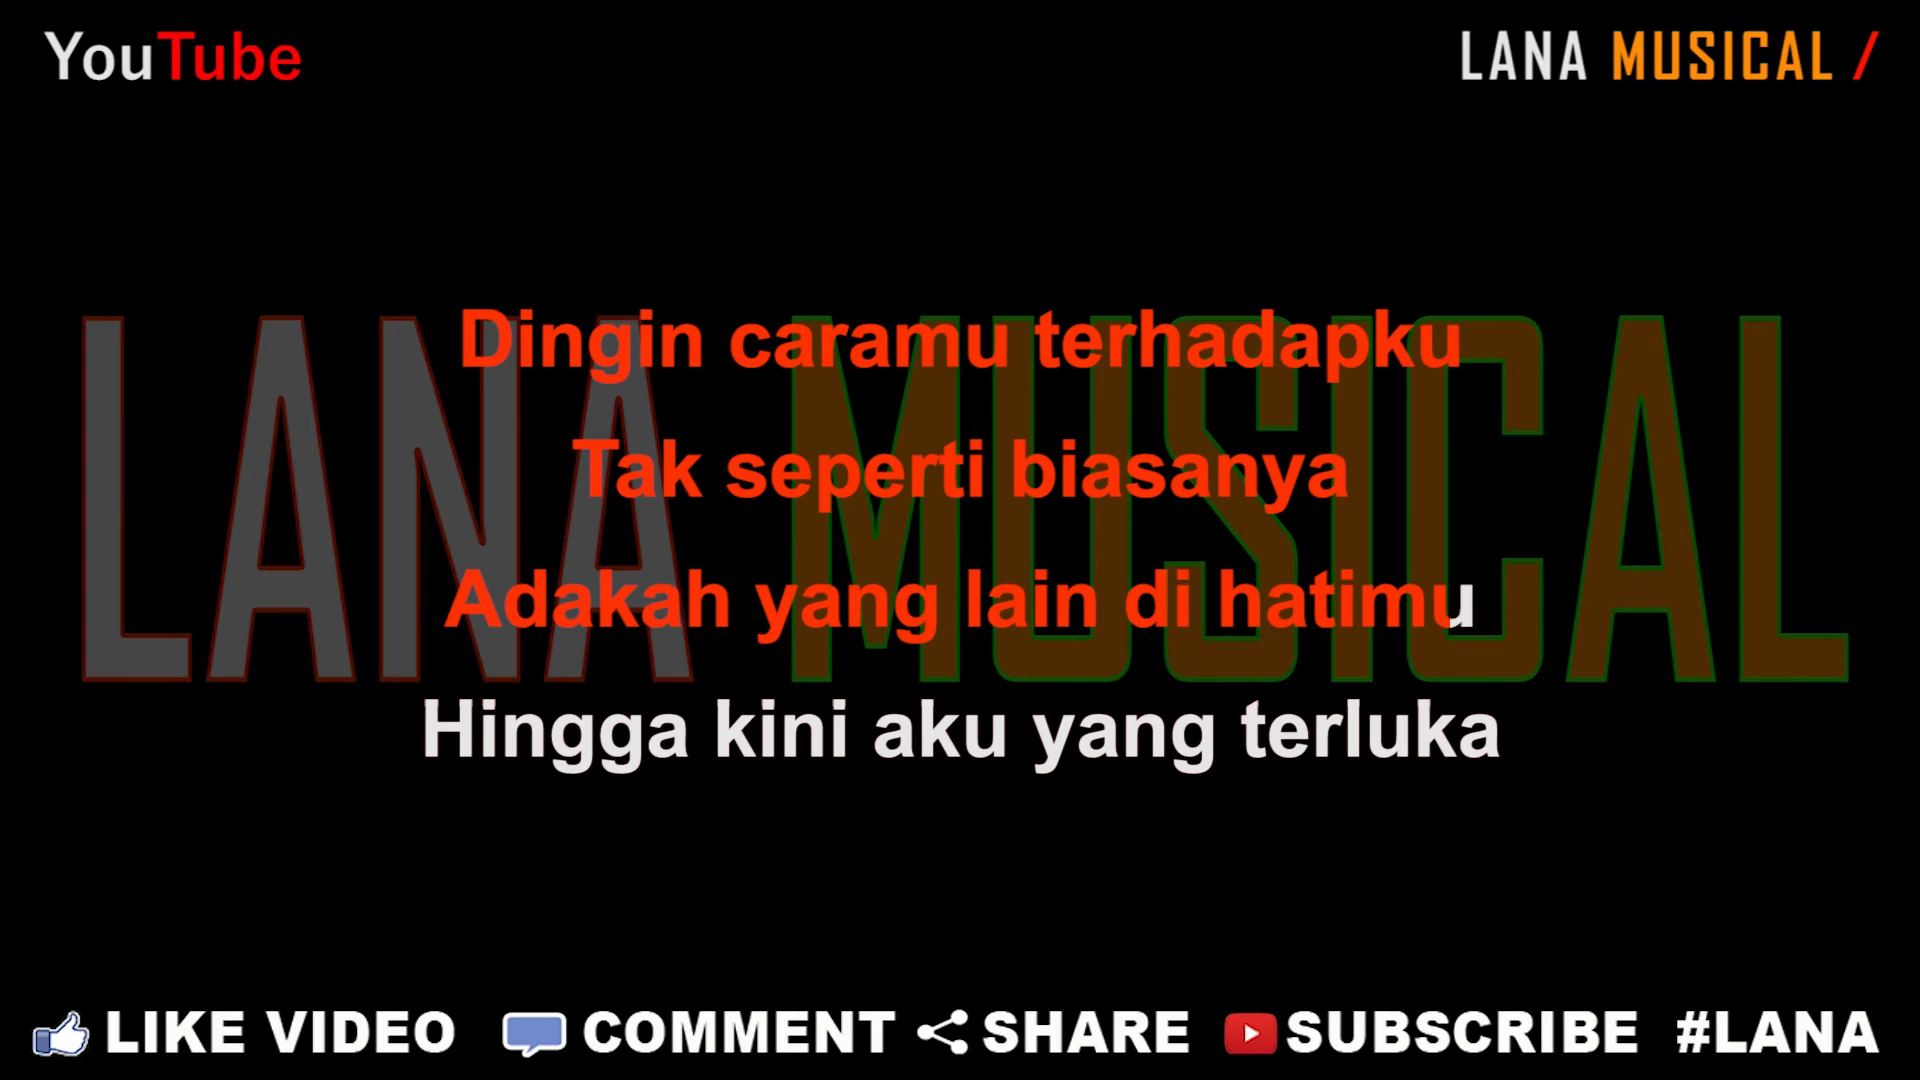 YouTube
LANA MUSICAL /
LANA MUSICAL
Dingin caramu terhadapku
Tak seperti biasanya
Adakah yang lain di hatimu
Hingga kini aku yang terluka
LIKE VIDEO COMMENT SHARE SUBSCRIBE #LANA